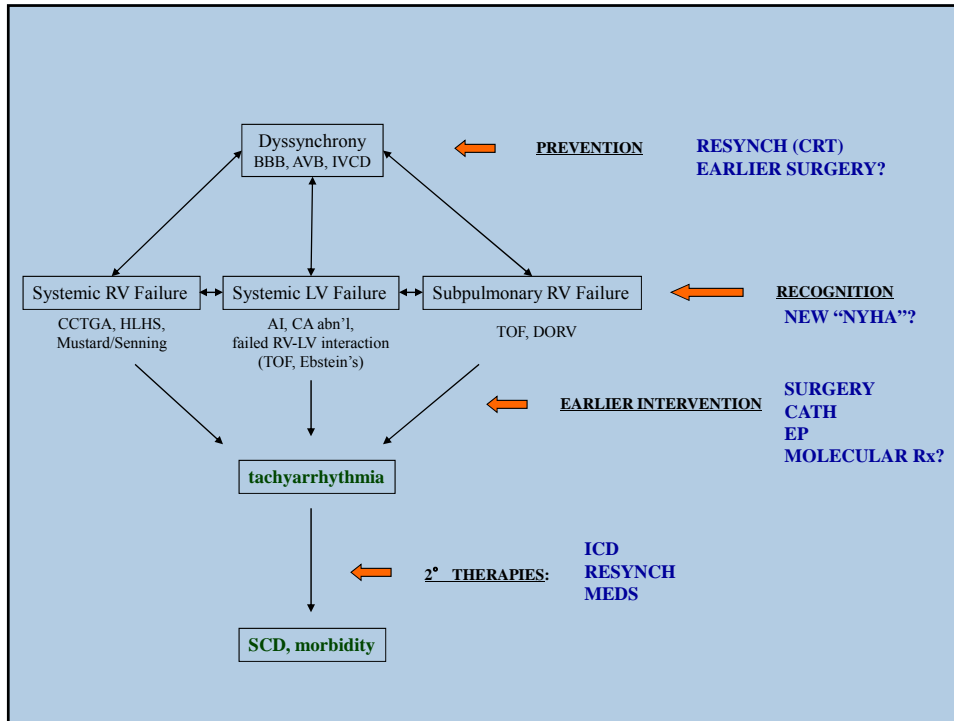 Dyssynchrony
BBB, AVB, IVCD
PREVENTION
RESYNCH (CRT)
EARLIER SURGERY?
Systemic RV Failure
Systemic LV Failure
Subpulmonary RV Failure
RECOGNITION
NEW “NYHA”?
CCTGA, HLHS,
Mustard/Senning
AI, CA abn’l,
failed RV-LV interaction
(TOF, Ebstein’s)
TOF, DORV
EARLIER INTERVENTION
SURGERY
CATH
EP
MOLECULAR Rx?
tachyarrhythmia
2° THERAPIES:
ICD
RESYNCH
MEDS
SCD, morbidity